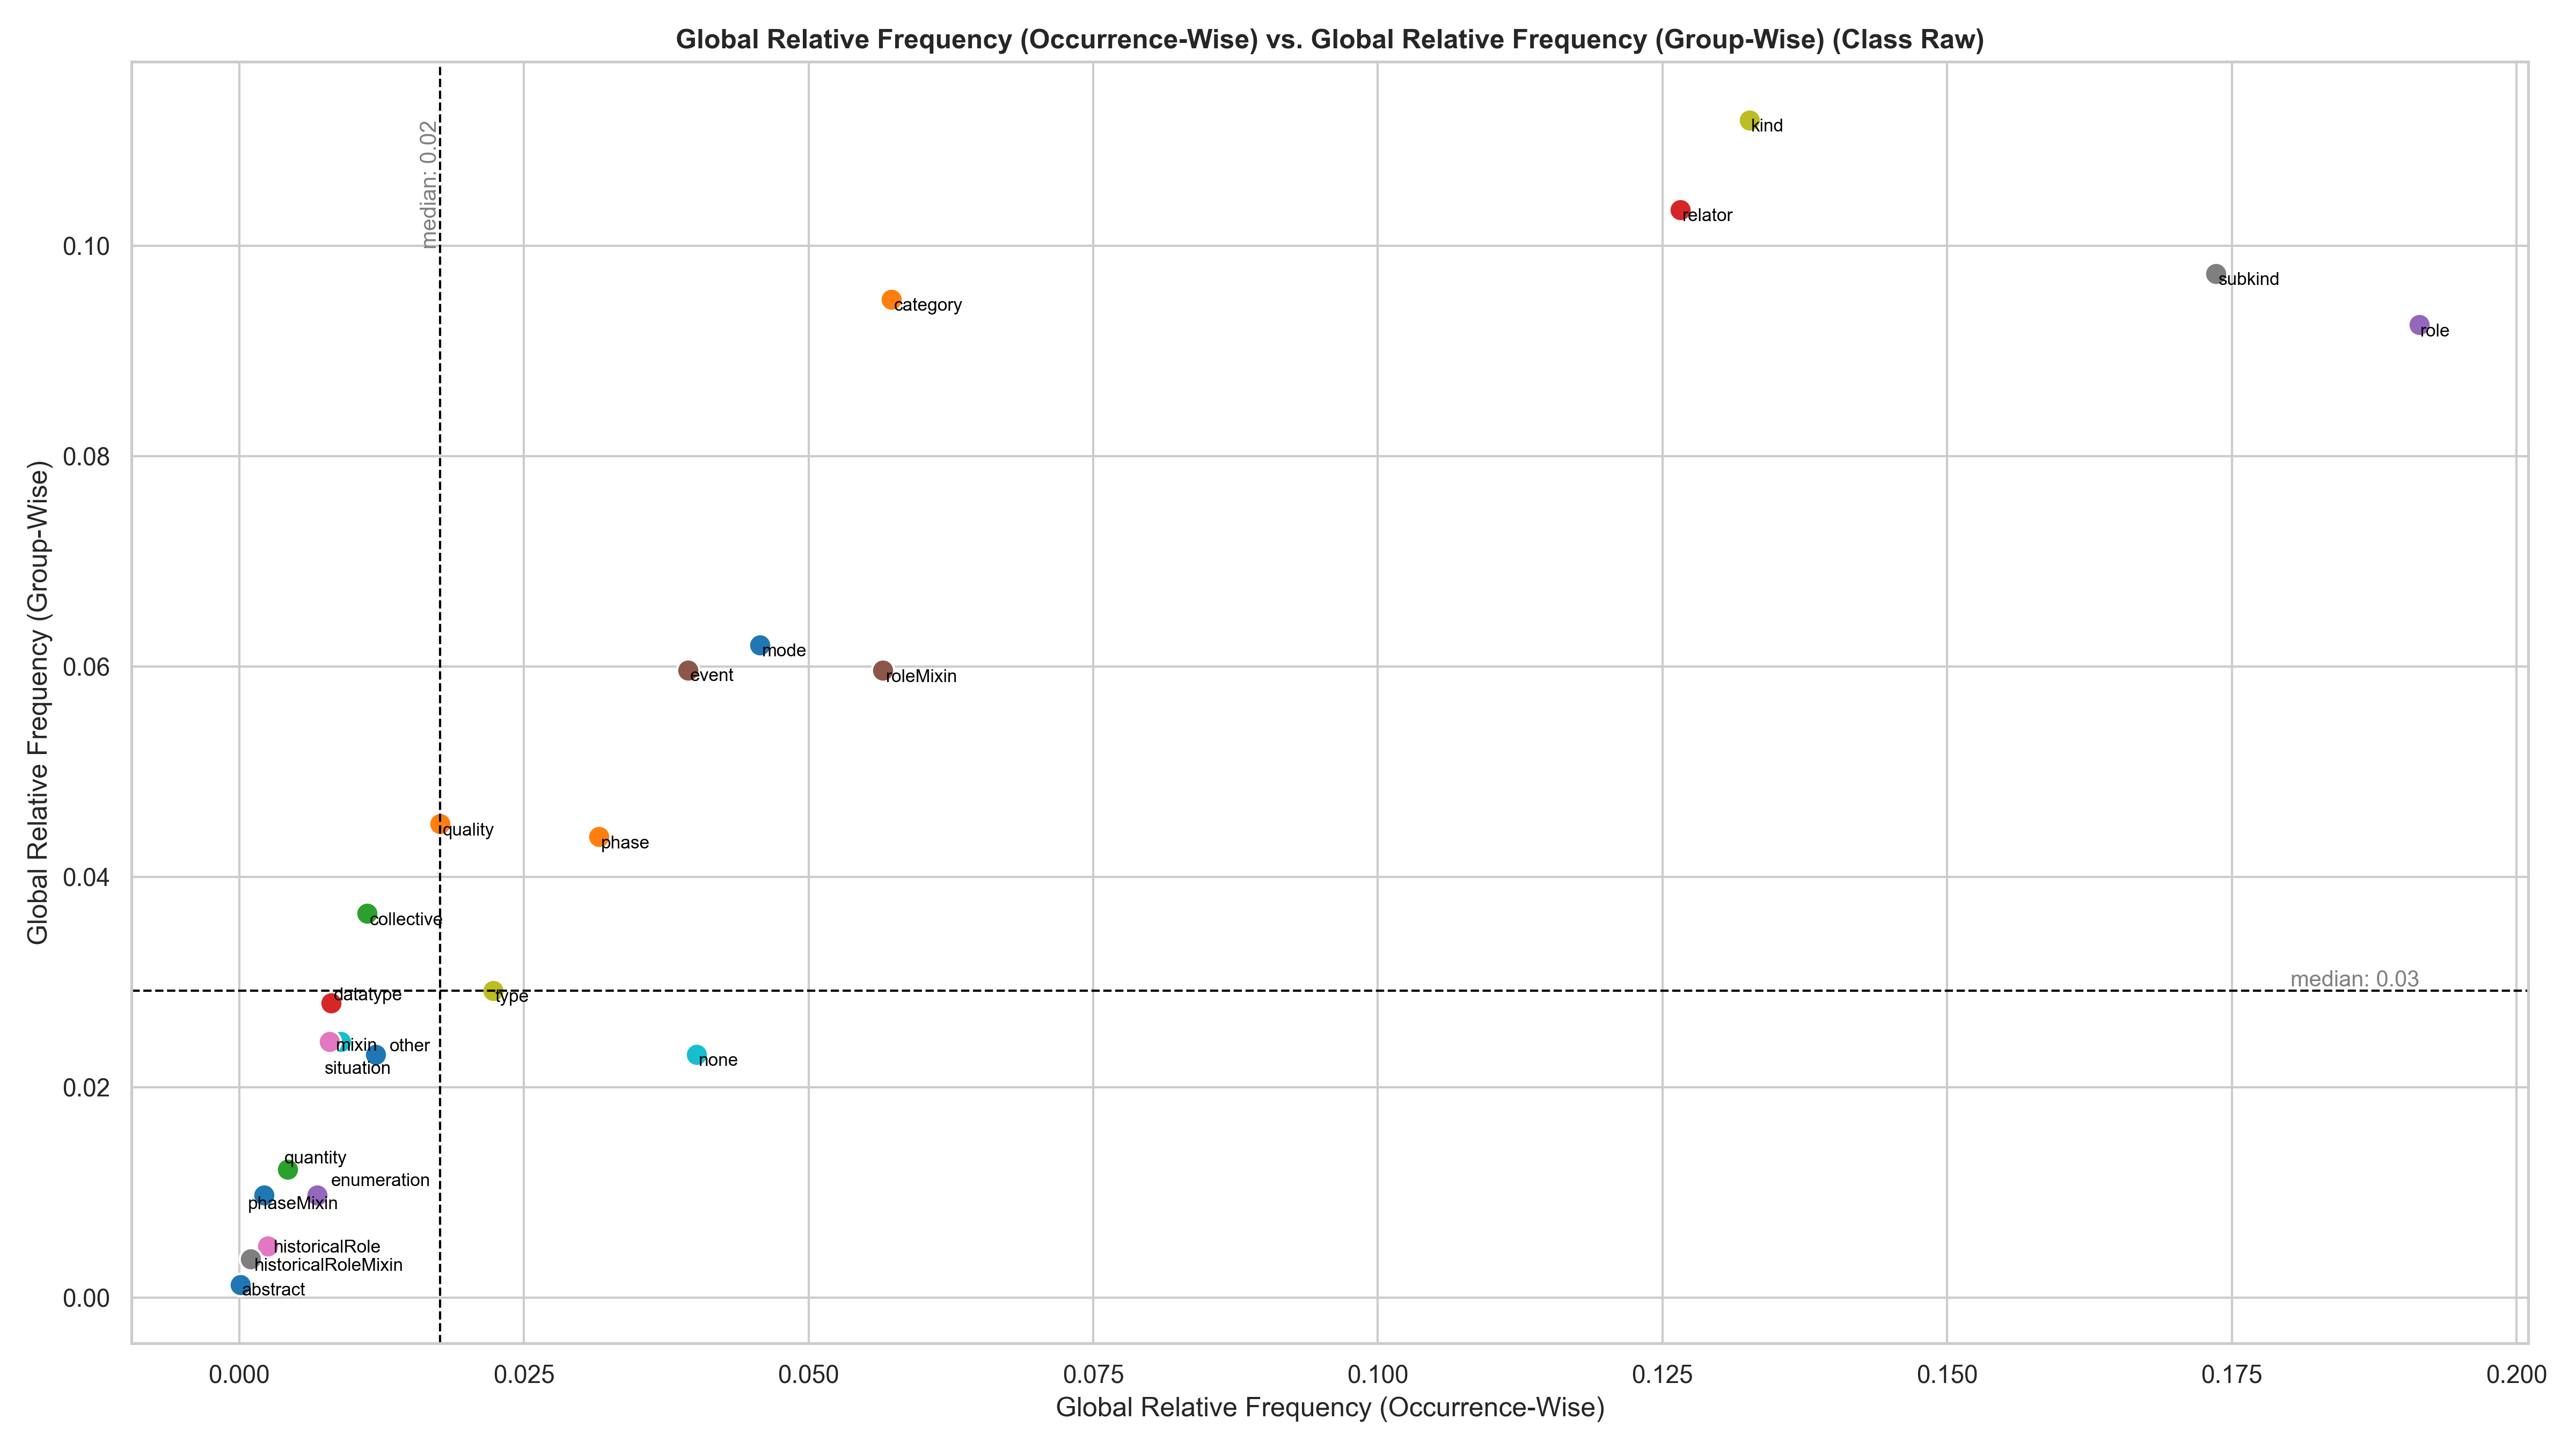 Global Relative Frequency (Occurrence-Wise) vs. Global Relative Frequency (Group-Wise) (Class Raw)
median: 0.02
kind
relator
0.10
subkind
category
role
0.08
Global Relative Frequency (Group-Wise)
mode
0.06
event
roleMixin
quality
phase
0.04
collective
median: 0.03
datatype
type
mixin
other
none
situation
0.02
quantity
enumeration
phaseMixin
historicalRole
historicalRoleMixin
abstract
0.00
0.000
0.025
0.050
0.075
0.100
0.125
0.150
0.175
0.200
Global Relative Frequency (Occurrence-Wise)